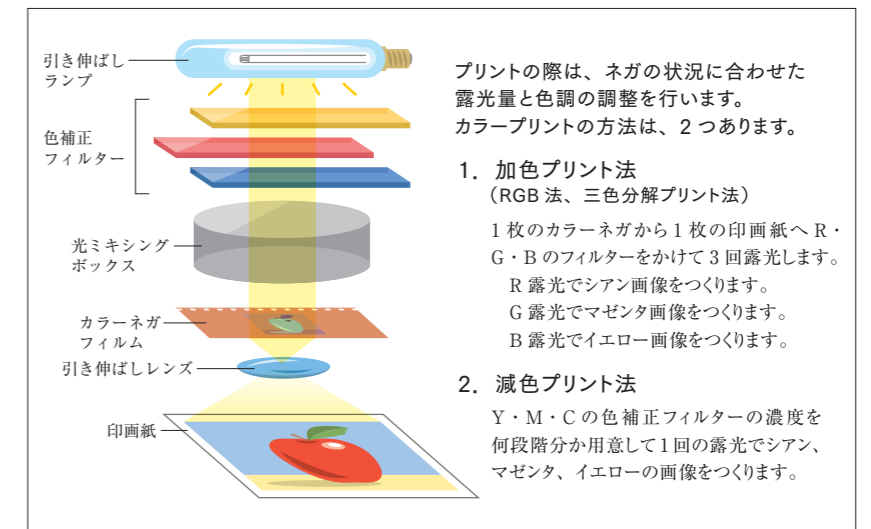 引き伸ばし
ランプ
色補正
フィルター
光ミキシング
ボックス
カラーネガ
フィルム
引き伸ばしレンズ
印画紙
プリントの際は、ネガの状況に合わせた
露光量と色調の調整を行います。
カラープリントの方法は、2つあります。
1. 加色プリント法
（RGB法、三色分解プリント法）
1枚のカラーネガから1枚の印画紙へR・
G・Bのフィルターをかけて3回露光します。
R露光でシアン画像をつくります。
G露光でマゼンタ画像をつくります。
B露光でイエロー画像をつくります。
2. 減色プリント法
Y・M・Cの色補正フィルターの濃度を
何段階分か用意して1回の露光でシアン、
マゼンタ、イエローの画像をつくります。